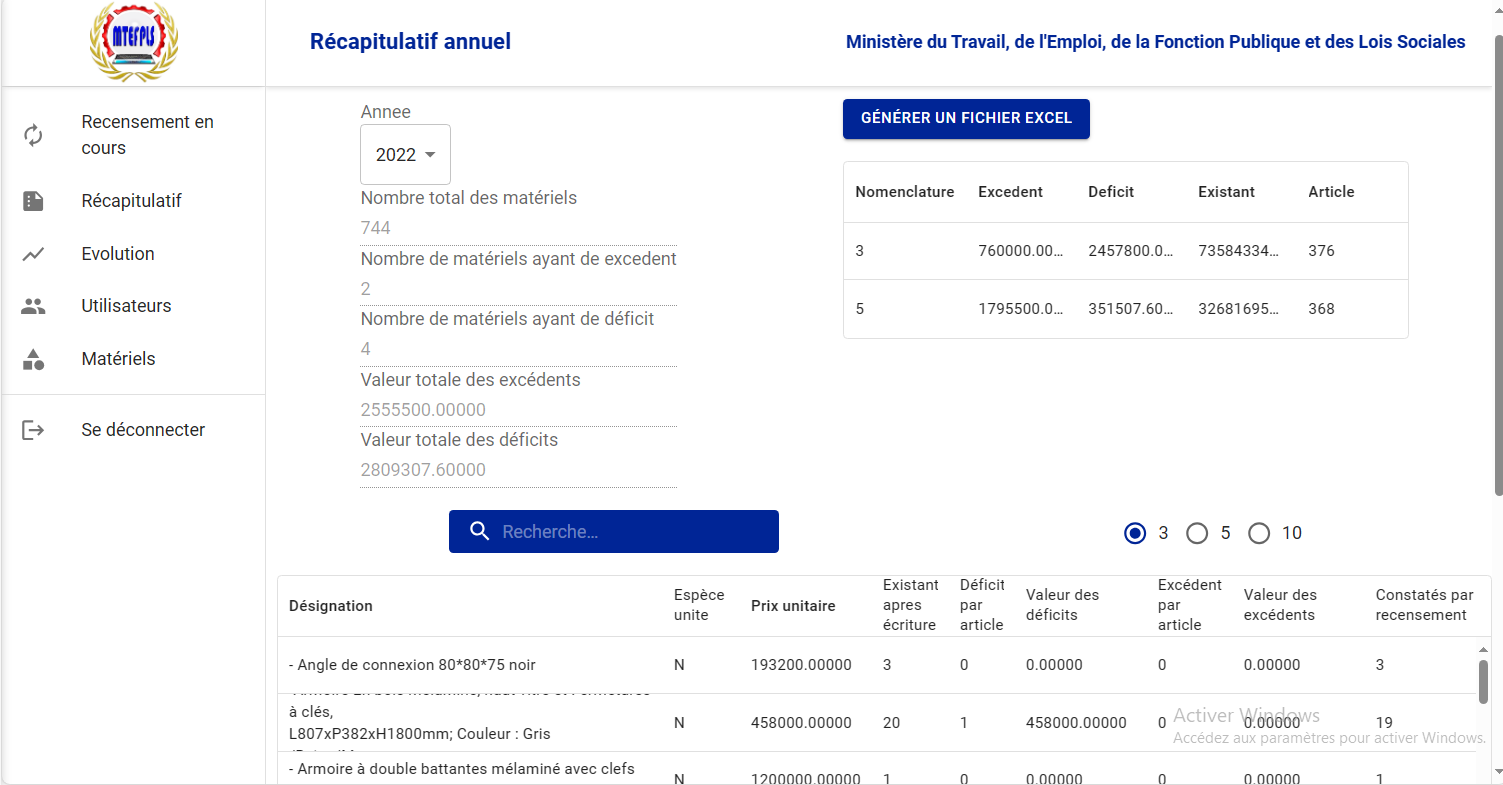 MTEFPLS
Récapitulatif annuel
Ministère du Travail, de l'Emploi, de la Fonction Publique et des Lois Sociales
Recensement en
cours
Récapitulatif
Evolution
Utilisateurs
Matériels
Se déconnecter
Annee
2022
Nombre total des matériels
744
Nombre de matériels ayant de excedent
2
Nombre de matériels ayant de déficit
4
Valeur totale des excédents
2555500.00000
Valeur totale des déficits
2809307.60000
GÉNÉRER UN FICHIER EXCEL
Nomenclature Excedent Deficit Existant Article
3 760000.00... 2457800.0... 73584334... 376
5 1795500.0... 351507.60... 32681695... 368
Recherche...
3 5 10
Désignation
Espèce
unite
Prix unitaire
Existant
apres
écriture
Déficit
par
article
Valeur des
déficits
Excédent
par
article
Valeur des
excédents
Constatés par
recensement
- Angle de connexion 80*80*75 noir N 193200.00000 3 0 0.00000 0 0.00000 3
à clés,
L807xP382xH1800mm; Couleur : Gris
N 458000.00000 20 1 458000.00000 0 0.00000 19
- Armoire à double battantes mélaminé avec clefs
N 1200000.00000 1 0 0.00000 0 0.00000 1
Activer Windows
Accédez aux paramètres pour activer Windows.